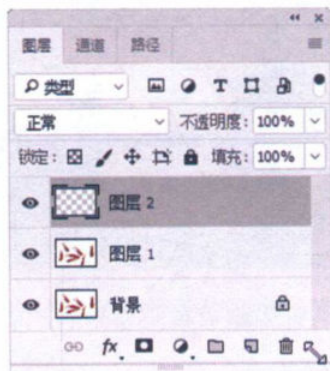 图层 通道 路径
类型
正常 不透明度: 100%
锁定: 填充: 100%
图层 2
图层 1
背景
fx